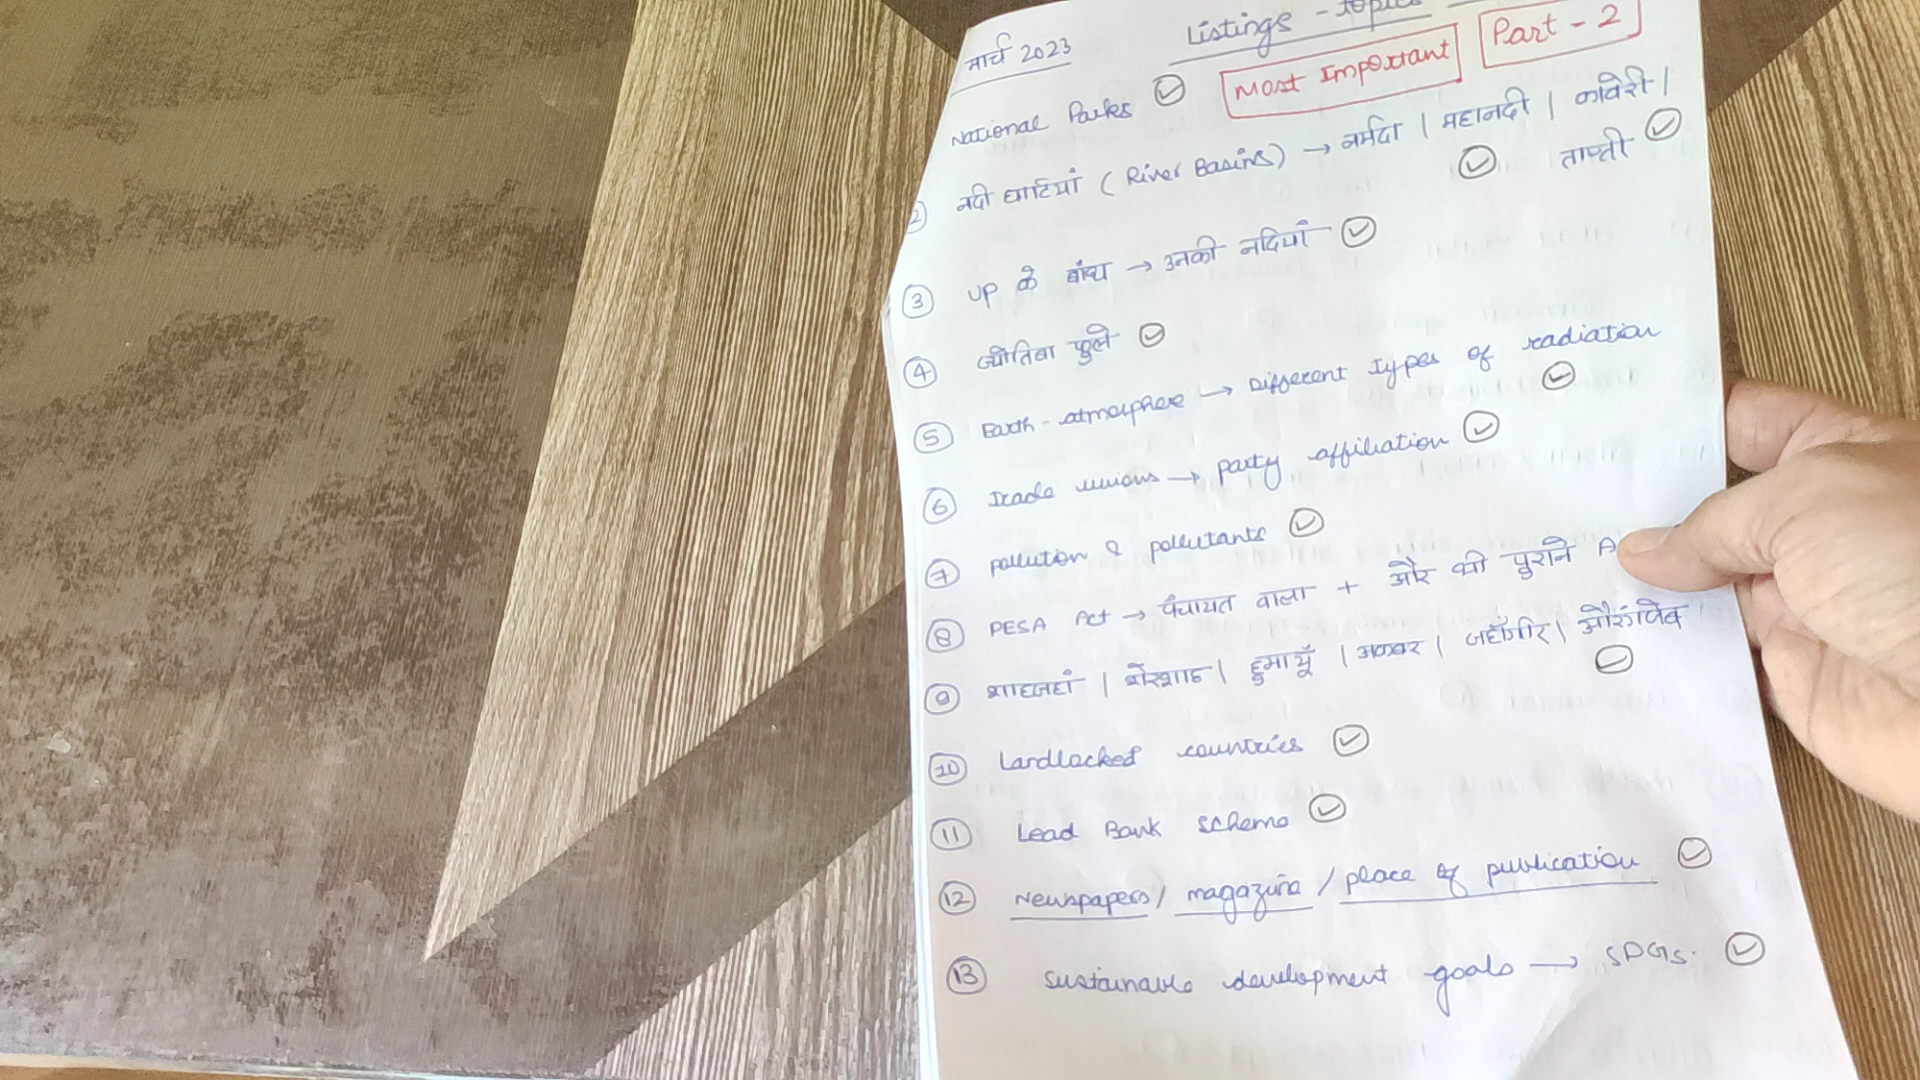 मार्च 2023 Listings - Topics
Most Important Part - 2
National Parks
2 नदी घाटियां ( River Basins) → नर्मदा | महानदी | कावेरी |
ताप्ती
3 UP के बांध → उनकी नदियाँ
4 ज्योतिबा फुले
5 Earth - atmosphere → Different Types of radiation
6 Trade unions → party affiliation
7 pollution & pollutants
8 PESA Act → पंचायत वाला + और भी पुराने
9 शाहजहां | शेरशाह | हुमायूँ | अकबर | जहाँगीर | औरंगजेब
10 Landlocked countries
11 Lead Bank Scheme
12 Newspapers / magazine / place of publication
13 Sustainable development goals → SDGs.